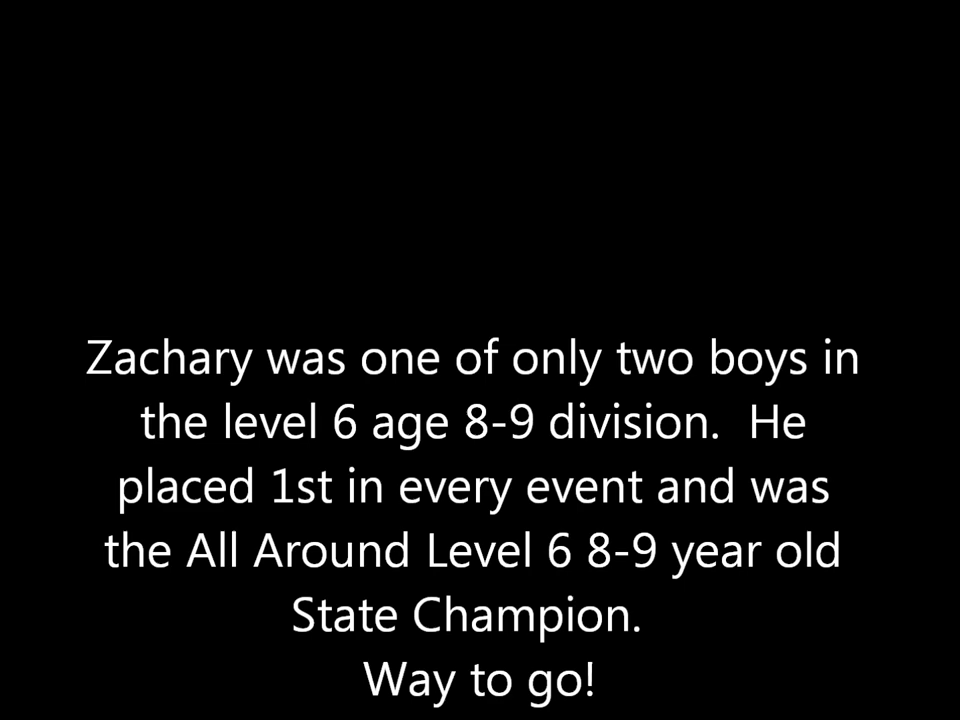 Zachary was one of only two boys in
the level 6 age 8-9 division.  He
placed 1st in every event and was
the All Around Level 6 8-9 year old
State Champion.
Way to go!